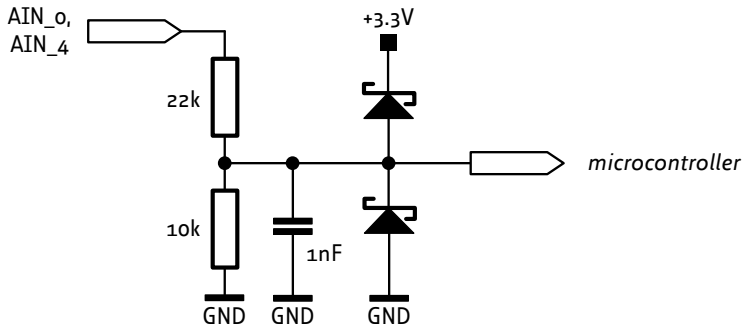 AIN_0,
AIN_4
+3.3V
22k
microcontroller
10k
1nF
GND
GND
GND